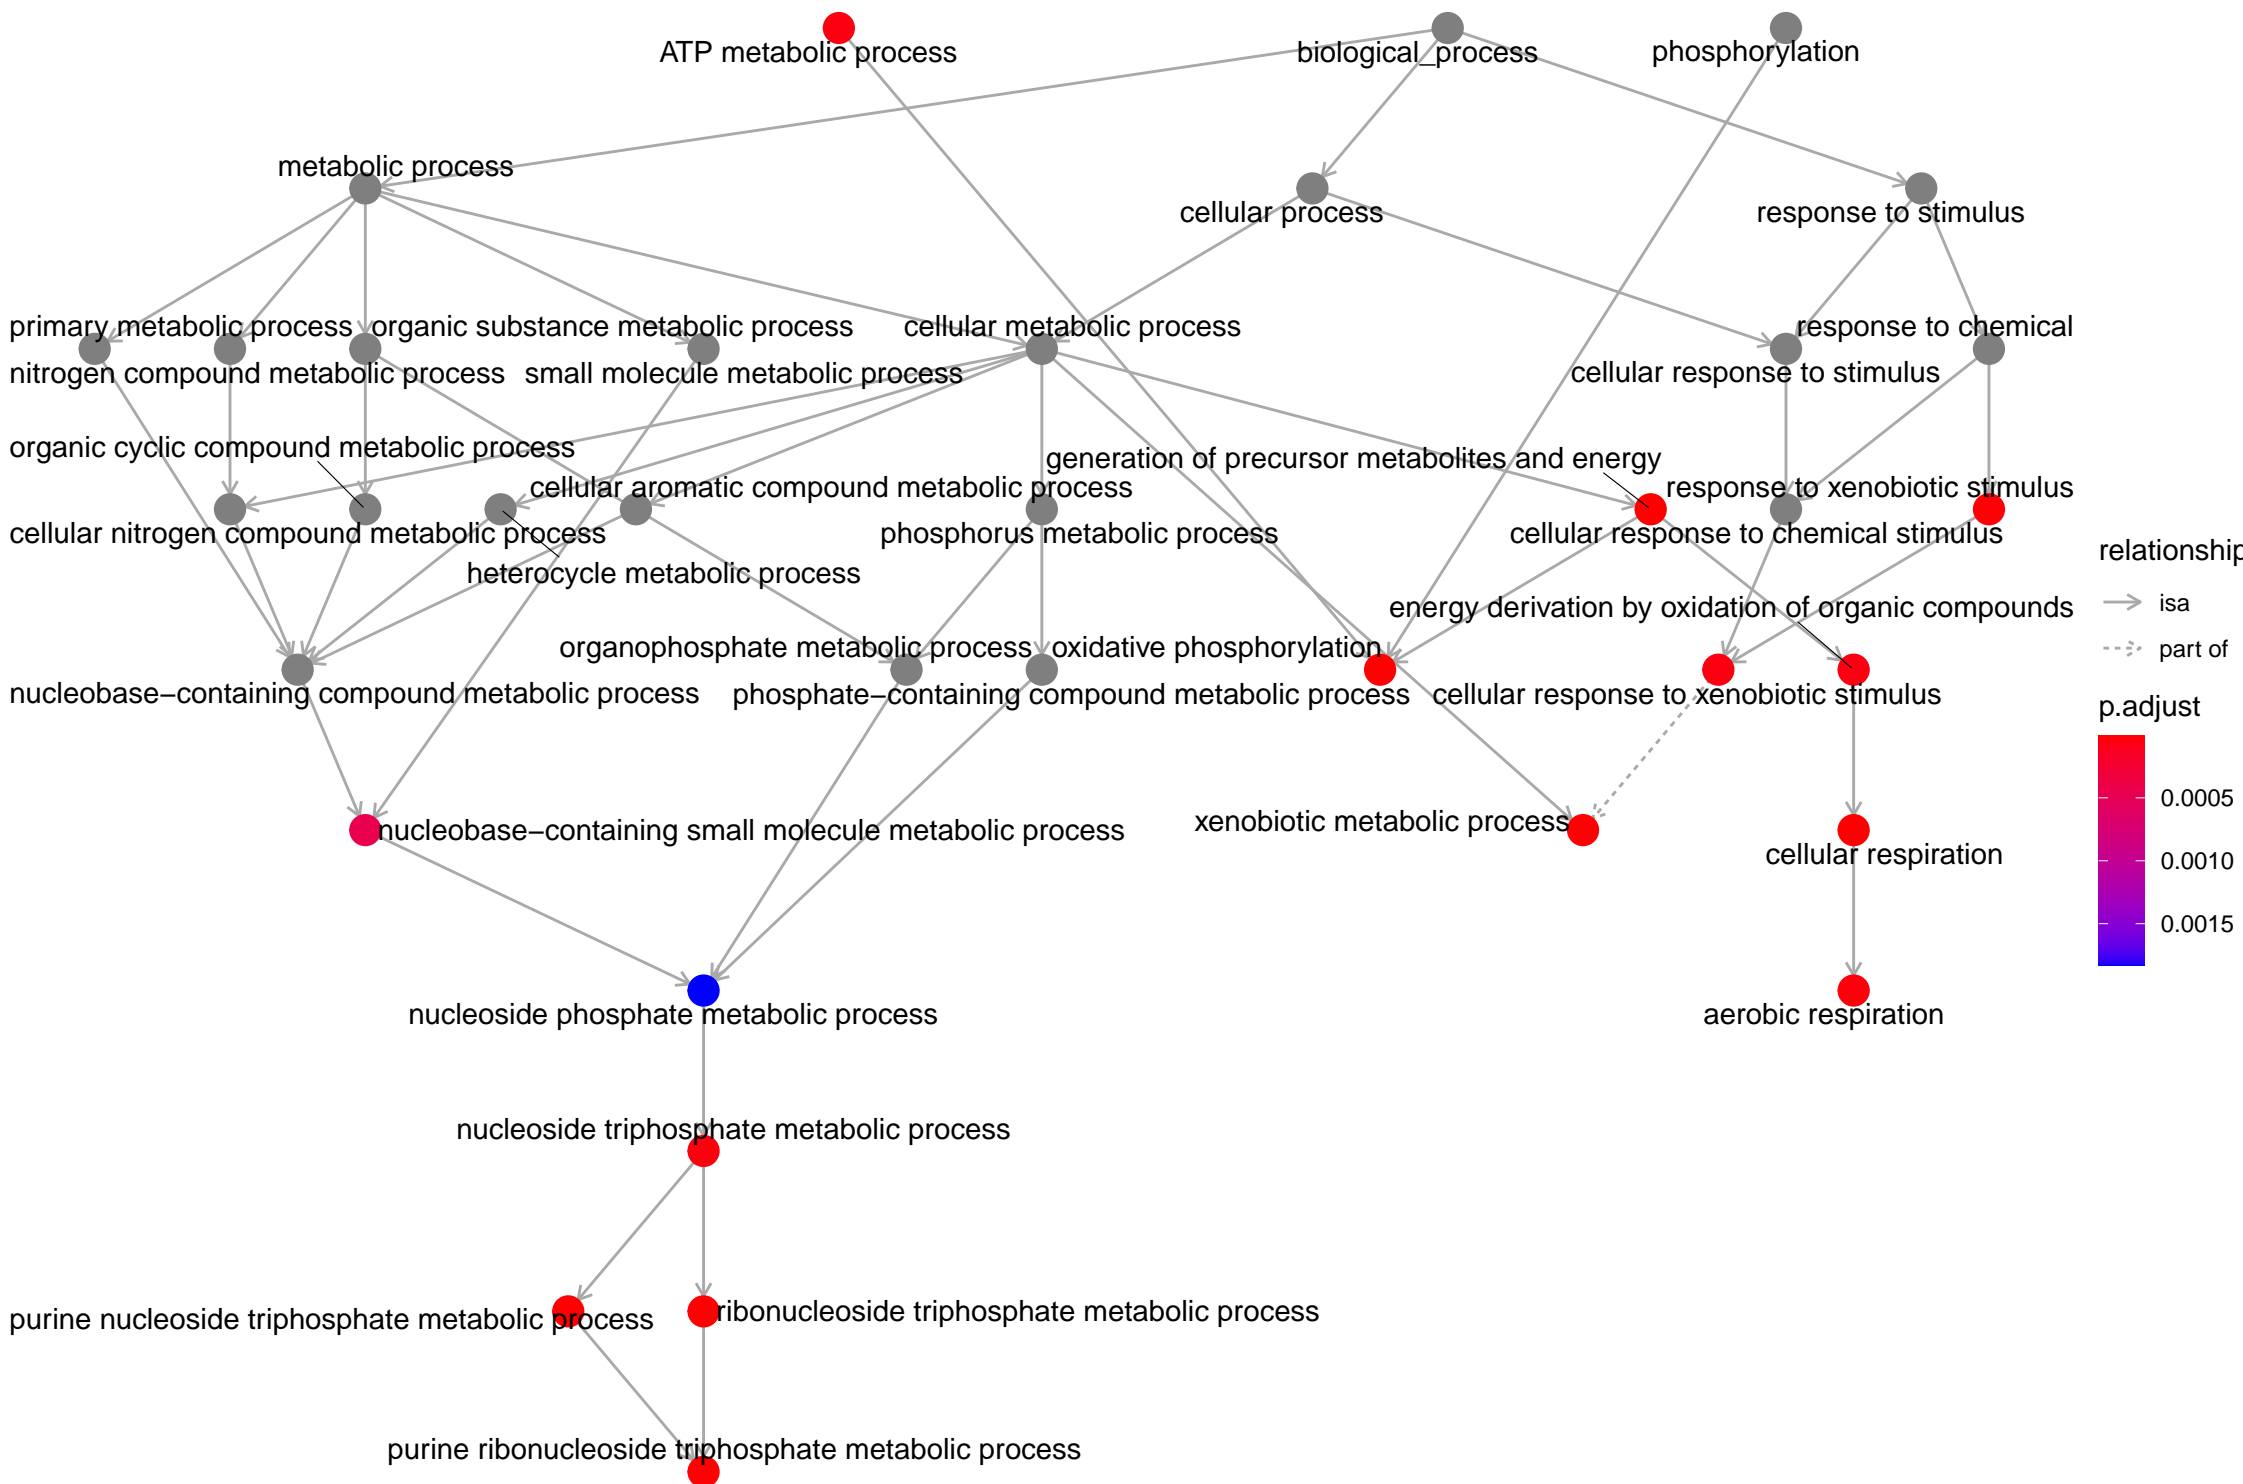 ATP metabolic process
biological_process
phosphorylation
metabolic process
cellular process
response to stimulus
primary metabolic process
organic substance metabolic process
cellular metabolic process
response to chemical
nitrogen compound metabolic process
small molecule metabolic process
cellular response to stimulus
organic cyclic compound metabolic process
generation of precursor metabolites and energy
cellular aromatic compound metabolic process
response to xenobiotic stimulus
cellular nitrogen compound metabolic process
phosphorus metabolic process
cellular response to chemical stimulus
heterocycle metabolic process
energy derivation by oxidation of organic compounds
organophosphate metabolic process
oxidative phosphorylation
nucleobase−containing compound metabolic process
phosphate−containing compound metabolic process
cellular response to xenobiotic stimulus
nucleobase−containing small molecule metabolic process
xenobiotic metabolic process
cellular respiration
nucleoside phosphate metabolic process
aerobic respiration
nucleoside triphosphate metabolic process
purine nucleoside triphosphate metabolic process
ribonucleoside triphosphate metabolic process
purine ribonucleoside triphosphate metabolic process
relationship
isa
part of
p.adjust
0.0005
0.0010
0.0015